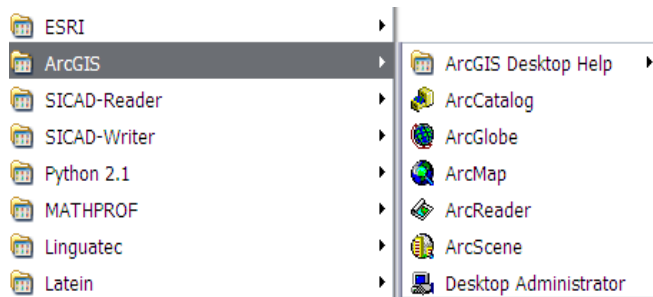 ESRI
ArcGIS
SICAD-Reader
SICAD-Writer
Python 2.1
MATHPROF
Linguatec
Latein
ArcGIS Desktop Help
ArcCatalog
ArcGlobe
ArcMap
ArcReader
ArcScene
Desktop Administrator